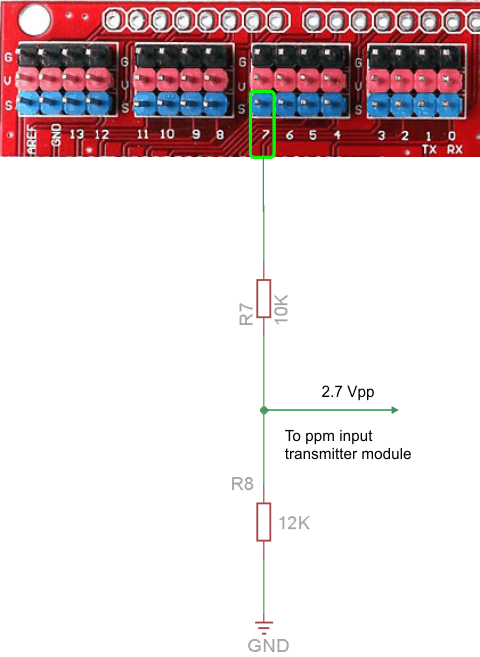 G G G G
V V V V
S S S S
AREF GND 13 12 11 10 9 8 7 6 5 4 3 2 1 0
TX RX
R7 10K
2.7 Vpp
To ppm input
transmitter module
R8
12K
GND